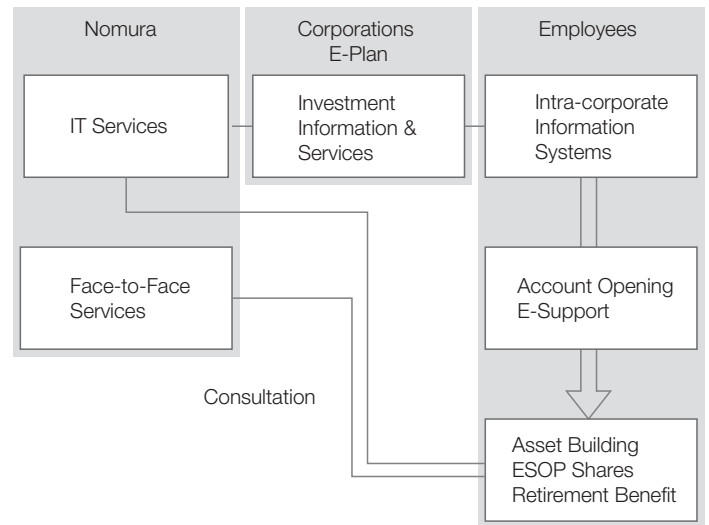 Nomura
Corporations
E-Plan
Employees
IT Services
Investment
Information &
Services
Intra-corporate
Information
Systems
Face-to-Face
Services
Account Opening
E-Support
Consultation
Asset Building
ESOP Shares
Retirement Benefit